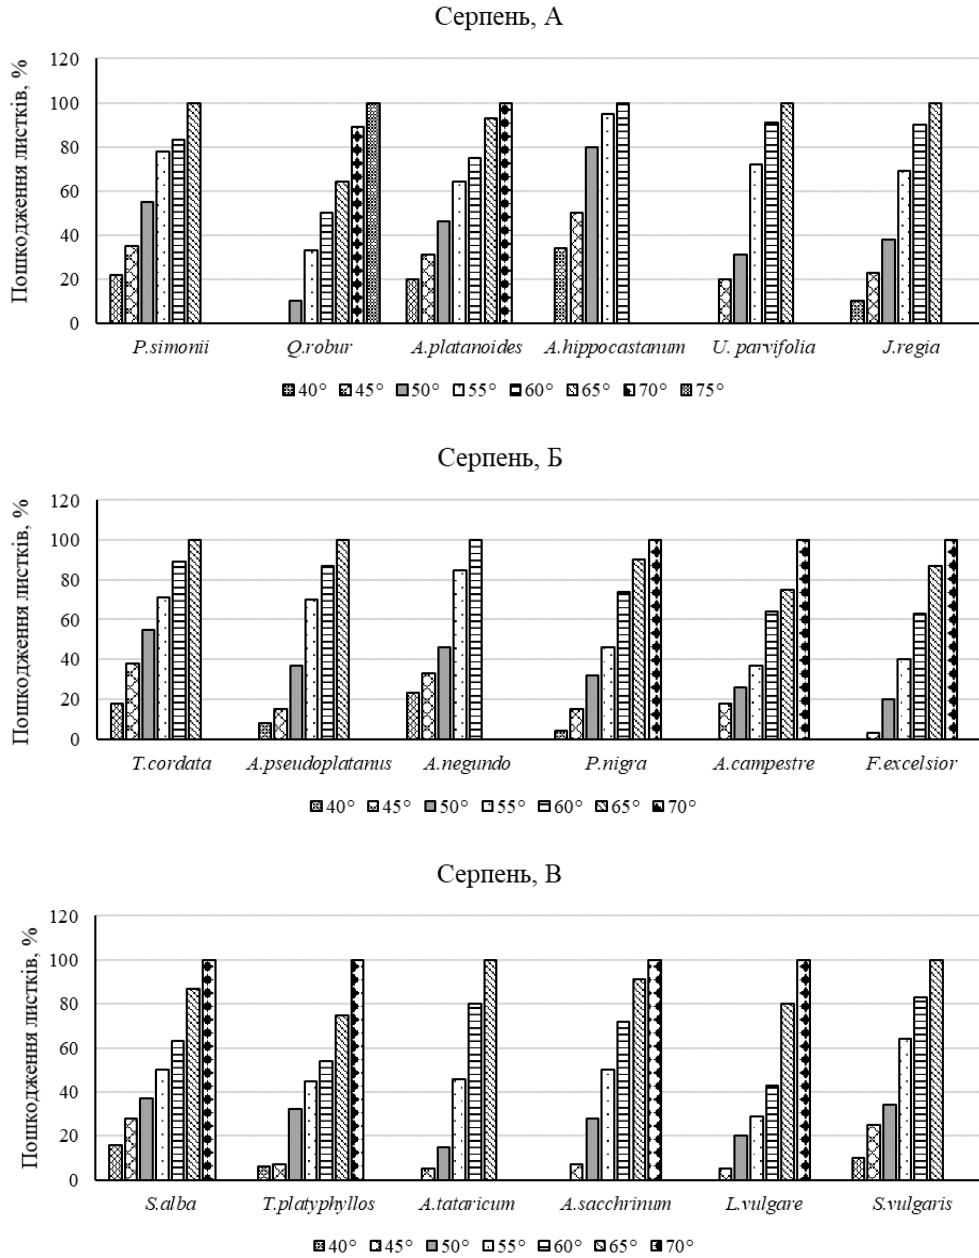 Серпень, А
Пошкодження листків, %
120
100
80
60
40
20
0
P.simonii Q.robur A.platanoides A.hippocastanum U. parvifolia J.regia
40° 45° 50° 55° 60° 65° 70° 75°
Серпень, Б
Пошкодження листків, %
120
100
80
60
40
20
0
T.cordata A.pseudoplatanus A.negundo P.nigra A.campestre F.excelsior
40° 45° 50° 55° 60° 65° 70°
Серпень, В
Пошкодження листків, %
120
100
80
60
40
20
0
S.alba T.platyphyllos A.tataricum A.sacchrinum L.vulgare S.vulgaris
40° 45° 50° 55° 60° 65° 70°